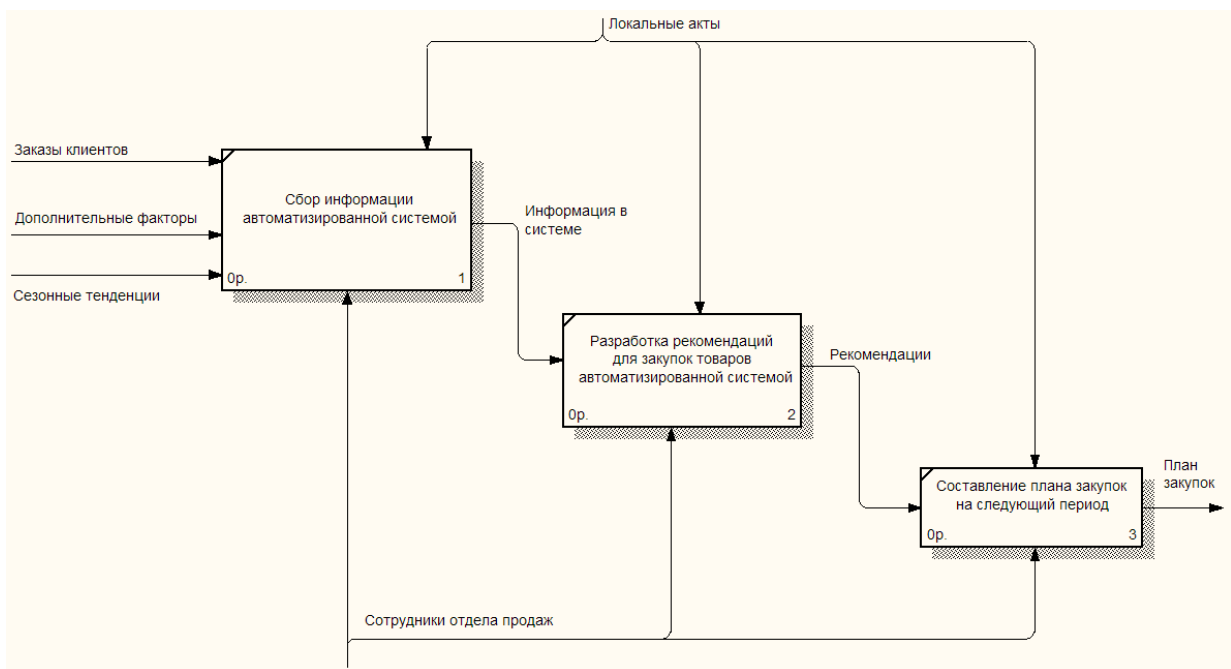 Локальные акты
Заказы клиентов
Дополнительные факторы
Сезонные тенденции
Сбор информации
автоматизированной системой
0р.
1
Информация в
системе
Разработка рекомендаций
для закупок товаров
автоматизированной системой
0р.
2
Рекомендации
Составление плана закупок
на следующий период
0р.
3
План
закупок
Сотрудники отдела продаж